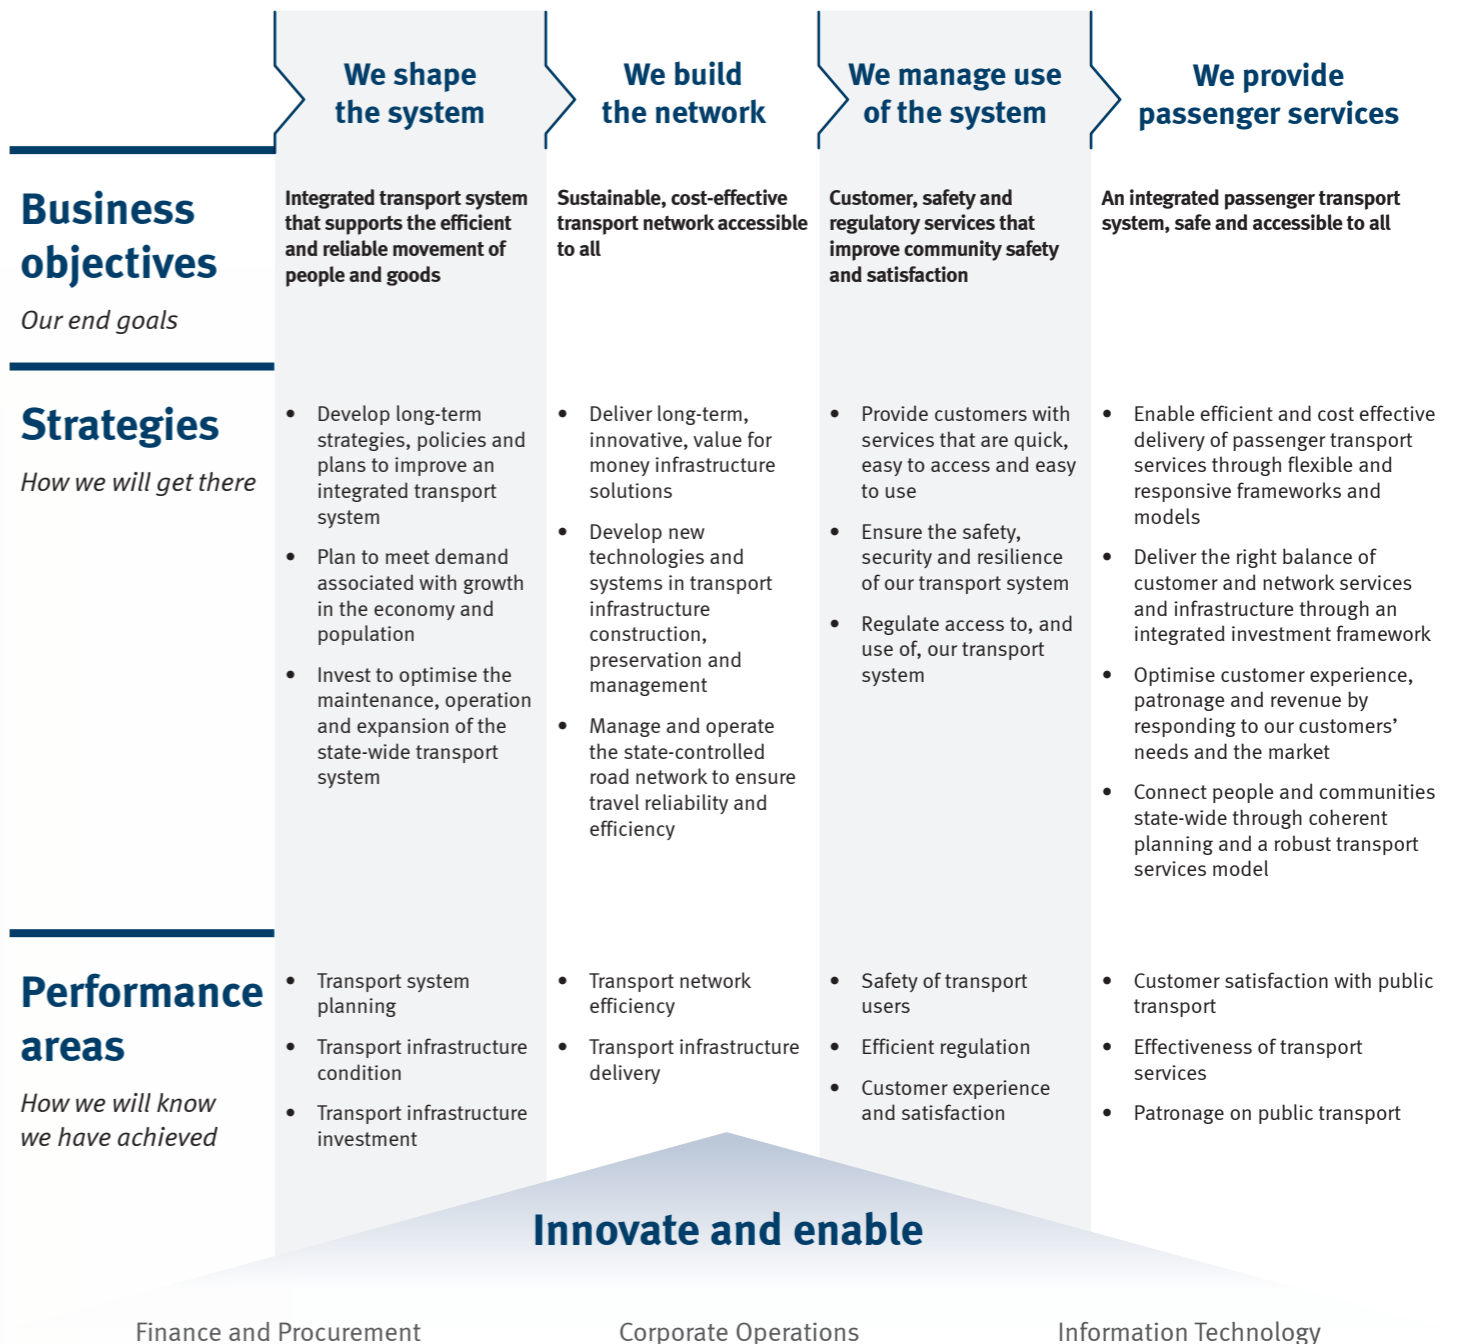 We shape
the system
We build
the network
We manage use
of the system
We provide
passenger services
Business
objectives
Our end goals
Integrated transport system
that supports the efficient
and reliable movement of
people and goods
Sustainable, cost-effective
transport network accessible
to all
Customer, safety and
regulatory services that
improve community safety
and satisfaction
An integrated passenger transport
system, safe and accessible to all
Strategies
How we will get there
• Develop long-term
strategies, policies and
plans to improve an
integrated transport
system
• Plan to meet demand
associated with growth
in the economy and
population
• Invest to optimise the
maintenance, operation
and expansion of the
state-wide transport
system
• Deliver long-term,
innovative, value for
money infrastructure
solutions
• Develop new
technologies and
systems in transport
infrastructure
construction,
preservation and
management
• Manage and operate
the state-controlled
road network to ensure
travel reliability and
efficiency
• Provide customers with
services that are quick,
easy to access and easy
to use
• Ensure the safety,
security and resilience
of our transport system
• Regulate access to, and
use of, our transport
system
• Enable efficient and cost effective
delivery of passenger transport
services through flexible and
responsive frameworks and
models
• Deliver the right balance of
customer and network services
and infrastructure through an
integrated investment framework
• Optimise customer experience,
patronage and revenue by
responding to our customers’
needs and the market
• Connect people and communities
state-wide through coherent
planning and a robust transport
services model
Performance
areas
How we will know
we have achieved
• Transport system
planning
• Transport infrastructure
condition
• Transport infrastructure
investment
• Transport network
efficiency
• Transport infrastructure
delivery
• Safety of transport
users
• Efficient regulation
• Customer experience
and satisfaction
• Customer satisfaction with public
transport
• Effectiveness of transport
services
• Patronage on public transport
Innovate and enable
Finance and Procurement
Corporate Operations
Information Technology